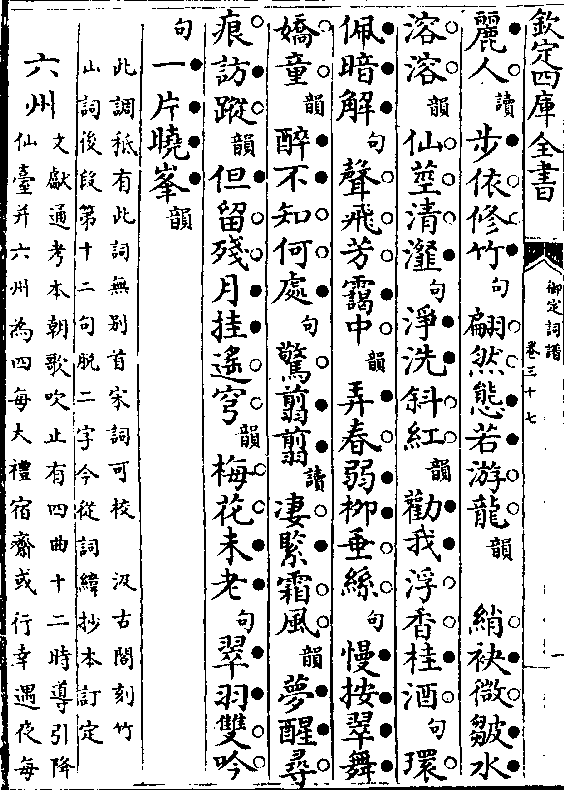 欽定四庫全書
御定詞譜
卷三十七
麗人讀步依修竹句翩然態若游龍韻 綃袂微皺水
溶溶韻仙莖清瀣句淨洗斜紅韻勸我浮香桂酒句環
佩暗解句聲飛芳靄中韻弄春弱柳垂絲句慢按翠舞
嬌童韻醉不知何處句驚翦翦讀淒緊霜風韻夢醒尋
痕訪蹤韻但留殘月挂遙穹韻梅花未老句翠羽雙吟
句一片曉峯韻
此調秪有此詞無别首宋詞可校 汲古閣刻竹
山詞後段第十二句脱二字今從詞緯抄本訂定
六州
文獻通考本朝歌吹止有四曲十二時導引降
仙臺并六州為四每大禮宿齋或行幸遇夜每